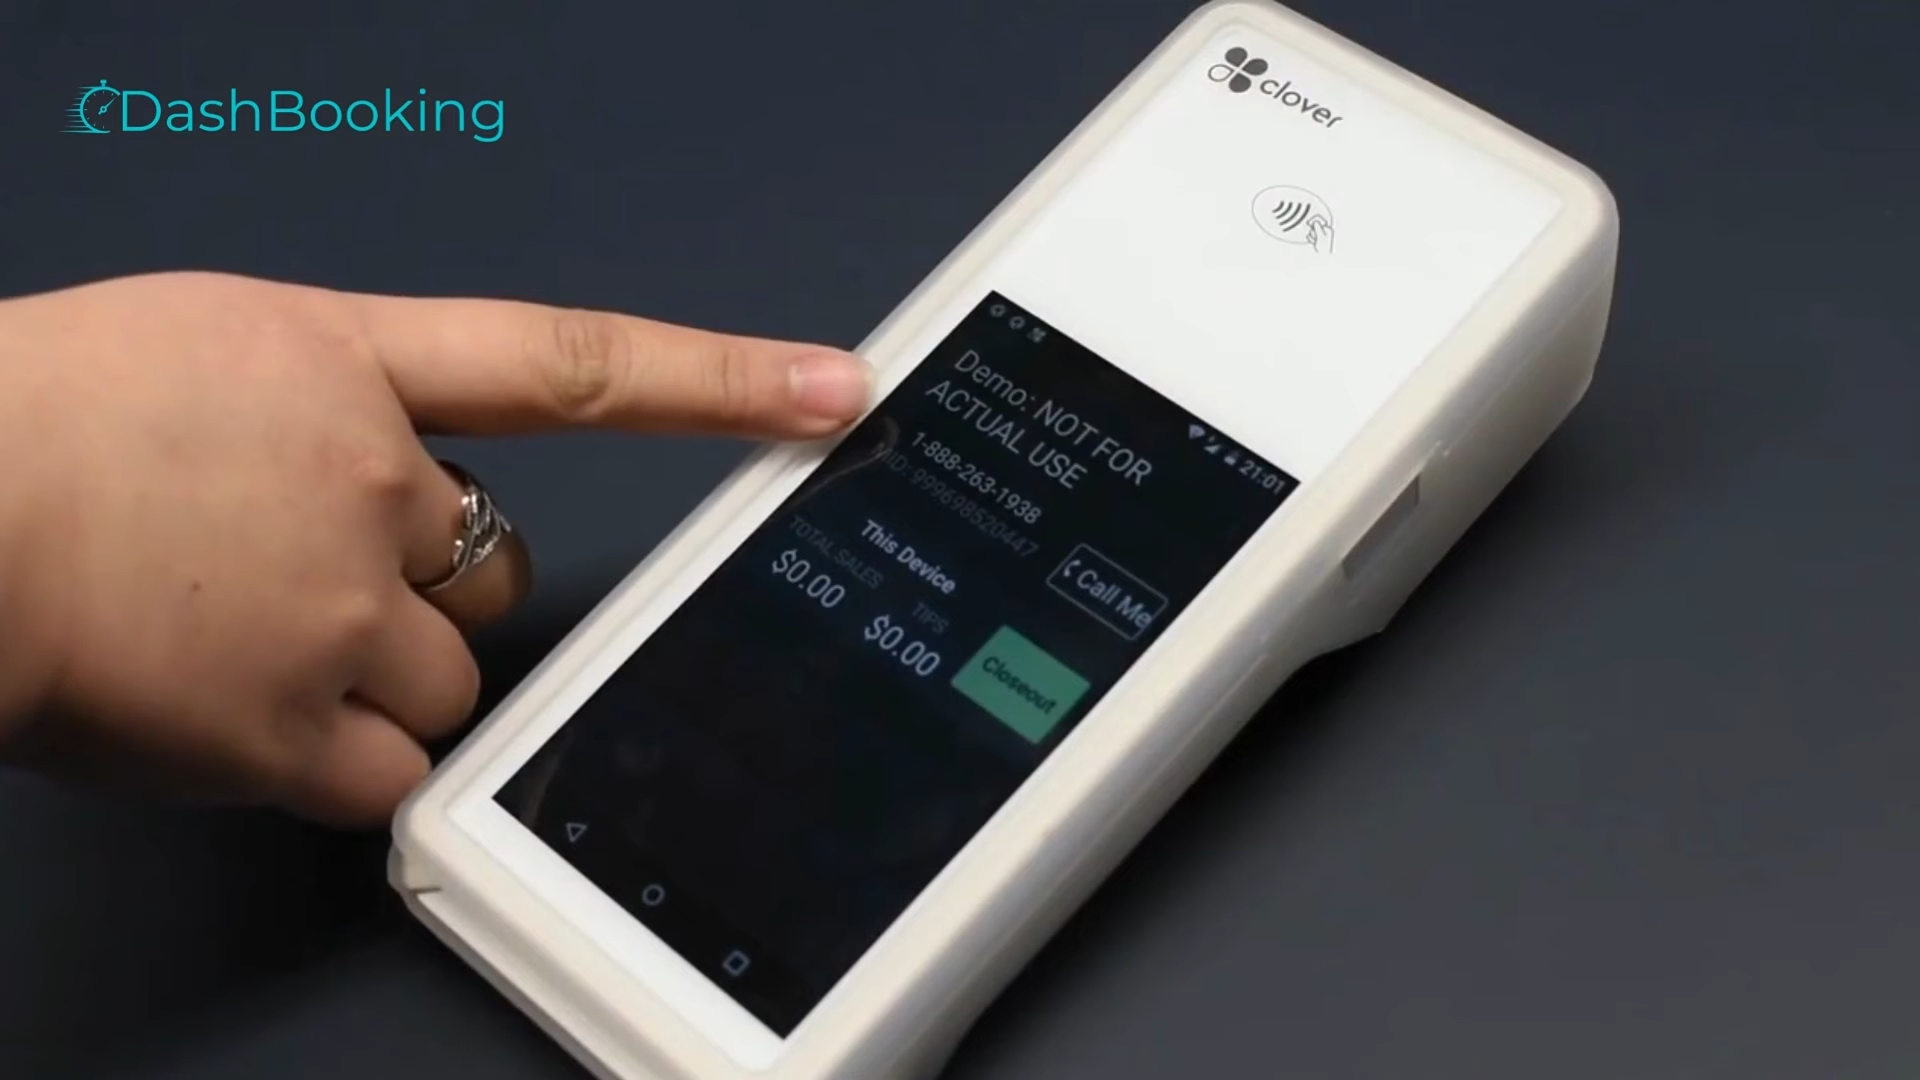 DashBooking
clover
21:01
Demo: NOT FOR
ACTUAL USE
1-888-263-1938
MID: 999698520447
Call Me
This Device
TOTAL SALES
$0.00
TIPS
$0.00
Closeout